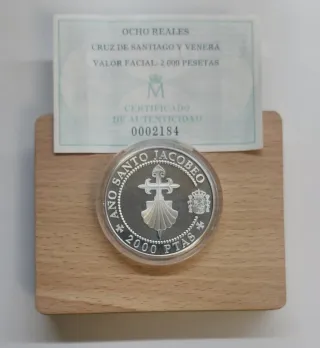 OCHO REALES
CRUZ DE SANTIAGO Y VENERA
VALOR FACIAL: 2.000 PESETAS
M
CERTIFICADO
DE AUTENTICIDAD
0002184
AÑO SANTO JACOBEO
2000 PTAS